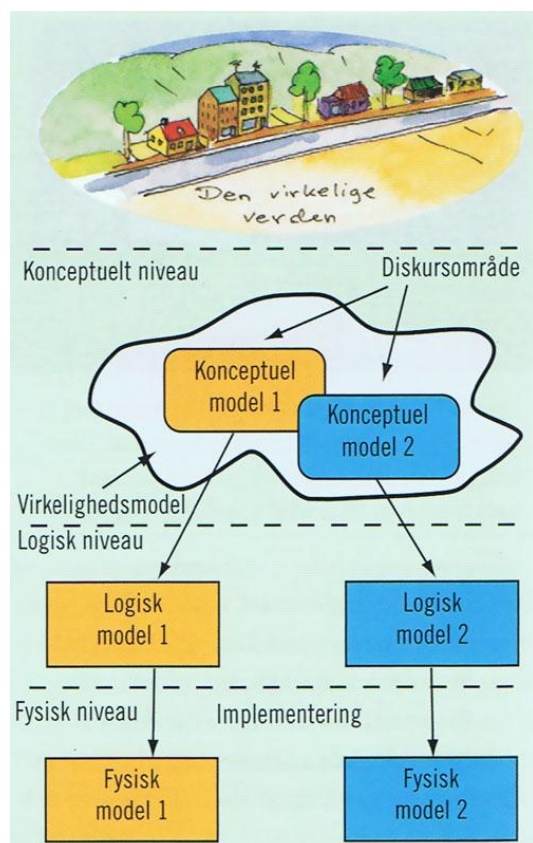 Den virkelige
verden
Konceptuelt niveau
Diskursområde
Konceptuel
model 1
Konceptuel
model 2
Virkelighedsmodel
Logisk niveau
Logisk
model 1
Logisk
model 2
Fysisk niveau
Implementering
Fysisk
model 1
Fysisk
model 2